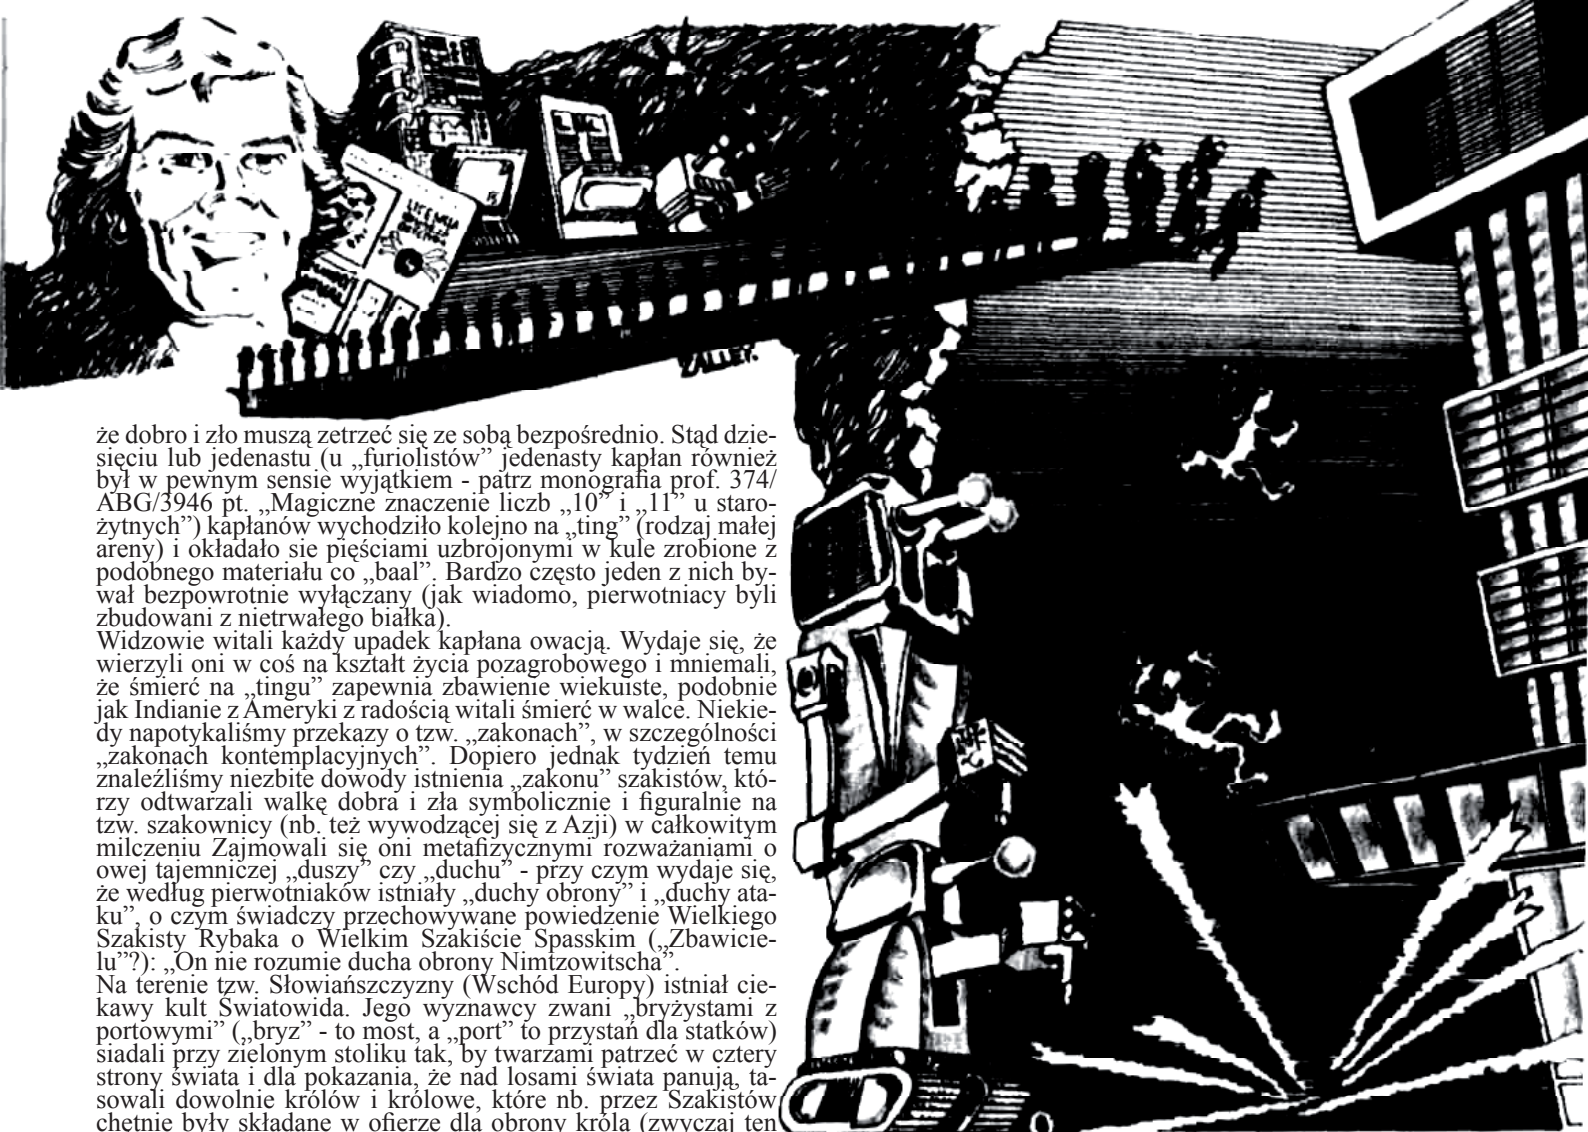 ZALLEY.
że dobro i zło muszą zetrzeć się ze sobą bezpośrednio. Stąd dzie-
sięciu lub jedenastu (u „furiolistów” jedenasty kapłan również
był w pewnym sensie wyjątkiem - patrz monografia prof. 374/
ABG/3946 pt. „Magiczne znaczenie liczb „10” i „11” u staro-
żytnych”) kapłanów wychodziło kolejno na „ting” (rodzaj małej
areny) i okładało sie pięściami uzbrojonymi w kule zrobione z
podobnego materiału co „baal”. Bardzo często jeden z nich by-
wał bezpowrotnie wyłączany (jak wiadomo, pierwotniacy byli
zbudowani z nietrwałego białka).
Widzowie witali każdy upadek kapłana owacją. Wydaje się, że
wierzyli oni w coś na kształt życia pozagrobowego i mniemali,
że śmierć na „tingu” zapewnia zbawienie wiekuiste, podobnie
jak Indianie z Ameryki z radością witali śmierć w walce. Niekie-
dy napotykaliśmy przekazy o tzw. „zakonach”, w szczególności
„zakonach kontemplacyjnych”. Dopiero jednak tydzień temu
znaleźliśmy niezbite dowody istnienia „zakonu” szakistów, któ-
rzy odtwarzali walkę dobra i zła symbolicznie i figuralnie na
tzw. szakownicy (nb. też wywodzącej się z Azji) w całkowitym
milczeniu Zajmowali się oni metafizycznymi rozważaniami o
owej tajemniczej „duszy” czy „duchu” - przy czym wydaje się,
że według pierwotniaków istniały „duchy obrony” i „duchy ata-
ku”, o czym świadczy przechowywane powiedzenie Wielkiego
Szakisty Rybaka o Wielkim Szakiście Spasskim („Zbawicie-
lu”?): „On nie rozumie ducha obrony Nimtzowitscha”.
Na terenie tzw. Słowiańszczyzny (Wschód Europy) istniał cie-
kawy kult Światowida. Jego wyznawcy zwani „bryżystami z
portowymi” („bryz” - to most, a „port” to przystań dla statków)
siadali przy zielonym stoliku tak, by twarzami patrzeć w cztery
strony świata i dla pokazania, że nad losami świata panują, ta-
sowali dowolnie królów i królowe, które nb. przez Szakistów
chętnie były składane w ofierze dla obrony króla (zwyczaj ten